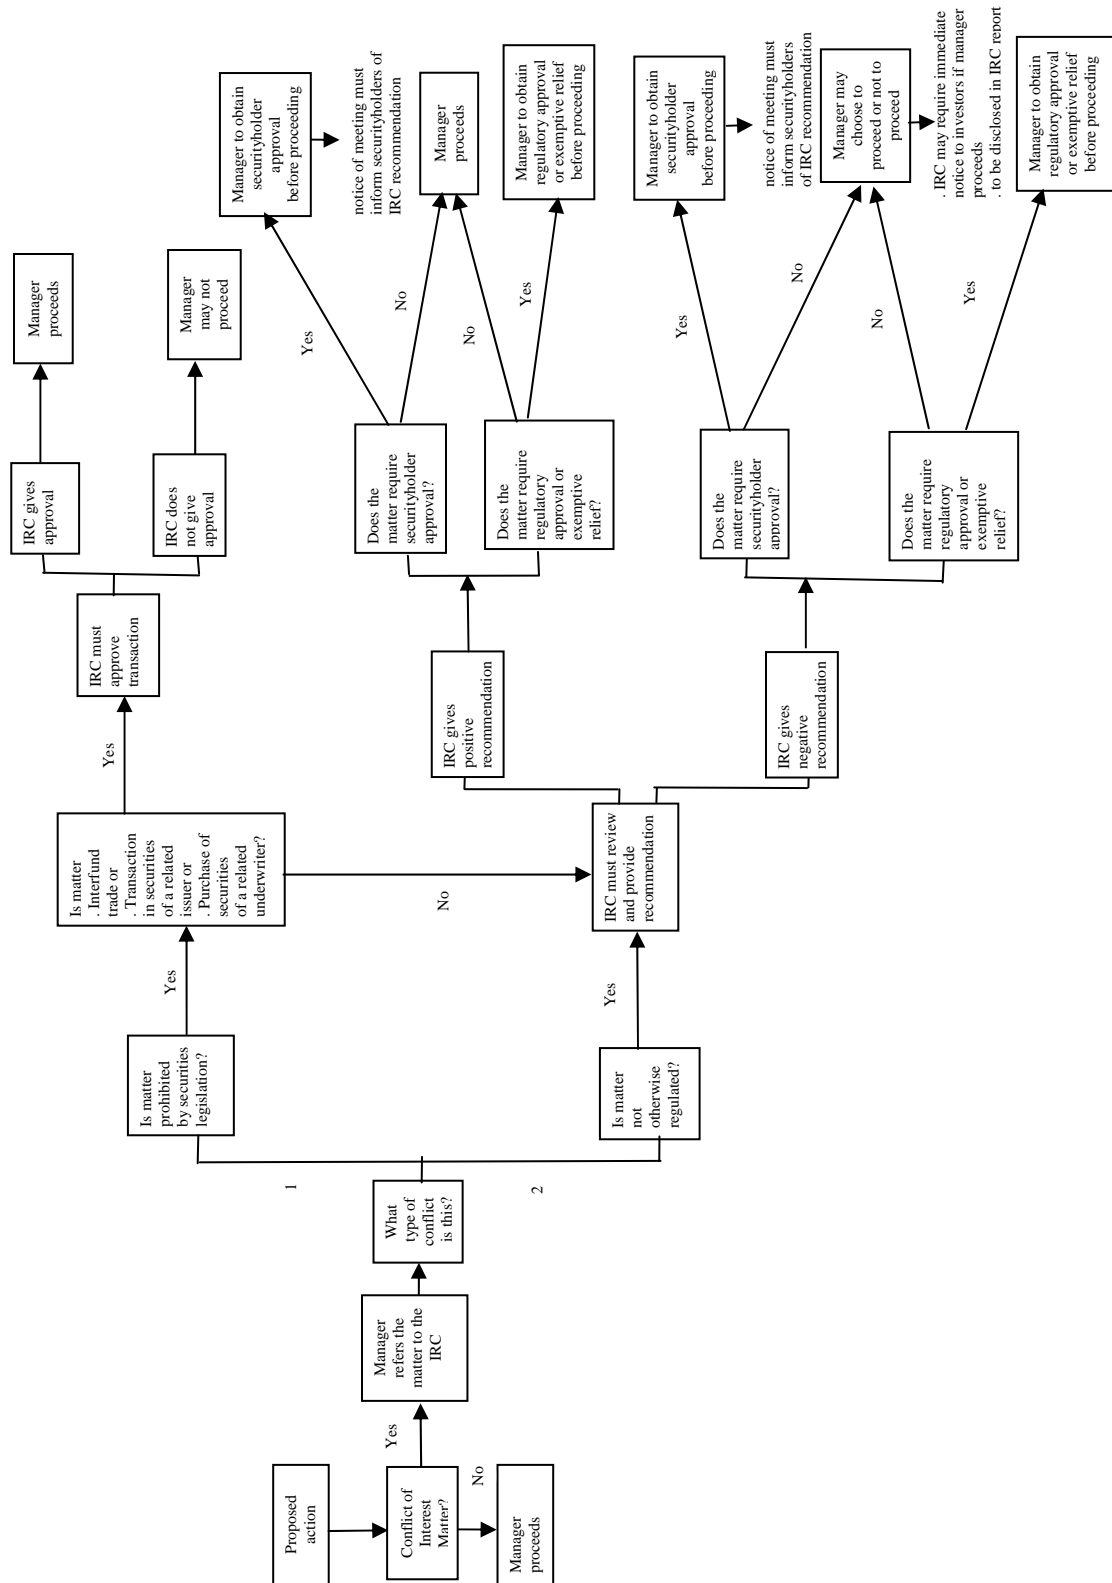 Proposed
action
Conflict of
Interest
Matter?
No
Manager
proceeds
Yes
Manager
refers the
matter to the
IRC
What
type of
conflict
is this?
1
2
Is matter
prohibited
by securities
legislation?
Yes
Is matter
. Interfund
trade or
. Transaction
in securities
of a related
issuer or
. Purchase of
securities
of a related
underwriter?
Yes
IRC must
approve
transaction
IRC gives
approval
Manager
proceeds
IRC does
not give
approval
Manager
may not
proceed
No
Is matter
not
otherwise
regulated?
Yes
IRC must review
and provide
recommendation
IRC gives
positive
recommendation
Does the
matter require
securityholder
approval?
Yes
Manager to obtain
securityholder
approval
before proceeding
notice of meeting must
inform securityholders of
IRC recommendation
No
Manager
proceeds
Does the
matter require
regulatory
approval or
exemptive
relief?
No
Yes
Manager to obtain
regulatory approval
or exemptive relief
before proceeding
IRC gives
negative
recommendation
Does the
matter require
securityholder
approval?
Yes
Manager to obtain
securityholder
approval
before proceeding
notice of meeting must
inform securityholders
of IRC recommendation
No
Manager may
choose to
proceed or not to
proceed
. IRC may require immediate
notice to investors if manager
proceeds
. to be disclosed in IRC report
Does the
matter require
regulatory
approval or
exemptive
relief?
No
Yes
Manager to obtain
regulatory approval
or exemptive relief
before proceeding